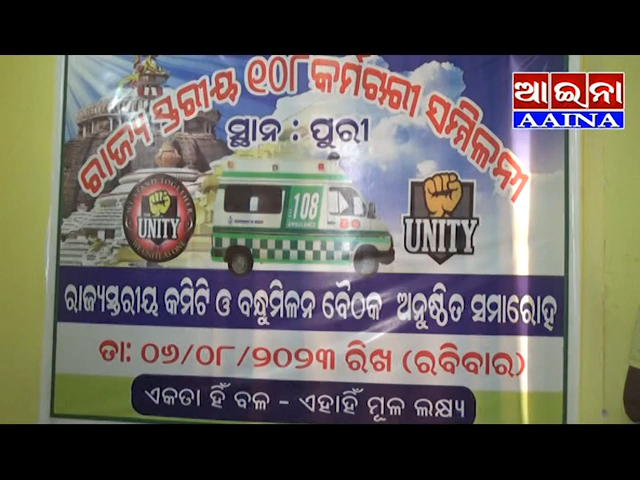 ରାଜ୍ୟ ସ୍ତରୀୟ ୧୦୮ କର୍ମଚାରୀ ସମ୍ମିଳନୀ
ଆଇନା
AAINA
ସ୍ଥାନ : ପୁରୀ
108
UNITY
UNITY
ରାଜ୍ୟସ୍ତରୀୟ କମିଟି ଓ ବନ୍ଧୁମିଳନ ବୈଠକ ଅନୁଷ୍ଠିତ ସମାରୋହ
ତା: ୦୬/୦୮/୨୦୨୩ ରିଖ (ରବିବାର)
ଏକତା ହିଁ ବଳ - ଏହାହିଁ ମୂଳ ଲକ୍ଷ୍ୟ